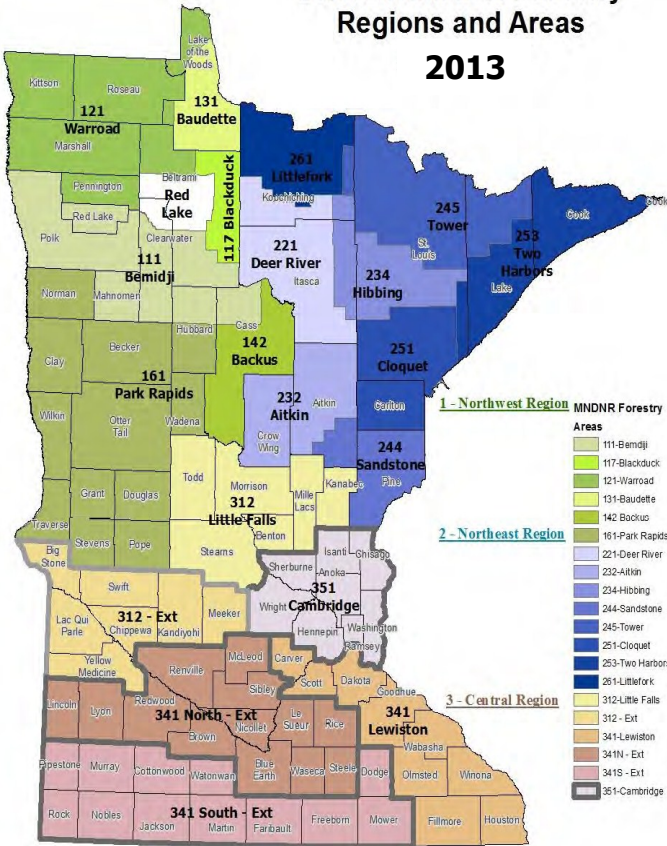 Regions and Areas
2013
Lake
of the
Woods
Kittson
Roseau
131
Baudette
121
Warroad
Marshall
261
Littlefork
Pennington
Beltrami
Red
Lake
117 Blackduck
Koochiching
245
Tower
Cook
Cook
Red Lake
Polk
Clearwater
St.
Louis
253
Two
Harbors
221
Deer River
111
Bemidji
234
Hibbing
Lake
Itasca
Norman
Mahnomen
Cass
Hubbard
142
Backus
Becker
251
Cloquet
Clay
161
Park Rapids
232
Aitkin
Aitkin
Carlton
Wilkin
Otter
Tail
Wadena
Crow
Wing
244
Sandstone
Pine
Todd
Morrison
Kanabec
Grant
Douglas
312
Little Falls
Mille
Lacs
Traverse
Stevens
Pope
Benton
Stearns
Big
Stone
Isanti
Chisago
Sherburne
Anoka
Swift
351
Cambridge
Wright
312 - Ext
Meeker
Lac Qui
Parle
Chippewa
Kandiyohi
Hennepin
Washington
Ramsey
Yellow
Medicine
McLeod
Carver
Renville
Scott
Dakota
Sibley
Goodhue
Lincoln
Lyon
Redwood
341 North - Ext
Nicollet
Le
Sueur
Rice
341
Lewiston
Brown
Wabasha
Pipestone
Murray
Cottonwood
Watonwan
Blue
Earth
Waseca
Steele
Dodge
Olmsted
Winona
341 South - Ext
Rock
Nobles
Jackson
Martin
Faribault
Freeborn
Mower
Fillmore
Houston
1 - Northwest Region
2 - Northeast Region
3 - Central Region
MNDNR Forestry
Areas
111-Bemdiji
117-Blackduck
121-Warroad
131-Baudette
142 Backus
161-Park Rapids
221-Deer River
232-Aitkin
234-Hibbing
244-Sandstone
245-Tower
251-Cloquet
253-Two Harbor
261-Littlefork
312-Little Falls
312 - Ext
341-Lewiston
341N - Ext
341S - Ext
351-Cambridge